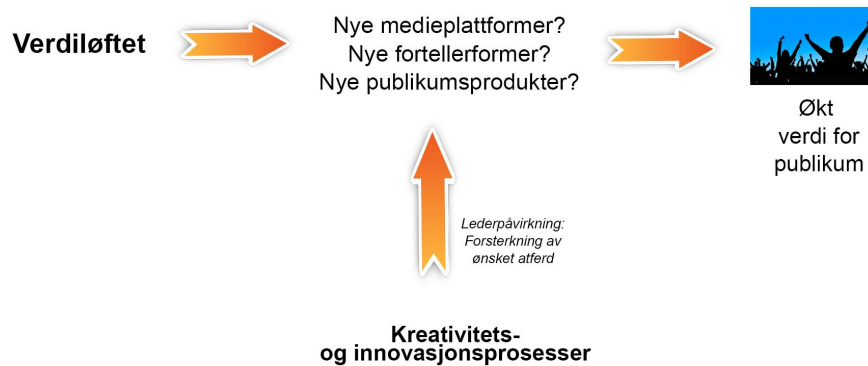 Verdiløftet
Nye medieplattformer?
Nye fortellerformer?
Nye publikumsprodukter?
Økt
verdi for
publikum
Lederpåvirkning:
Forsterkning av
ønsket atferd
Kreativitets-
og innovasjonsprosesser